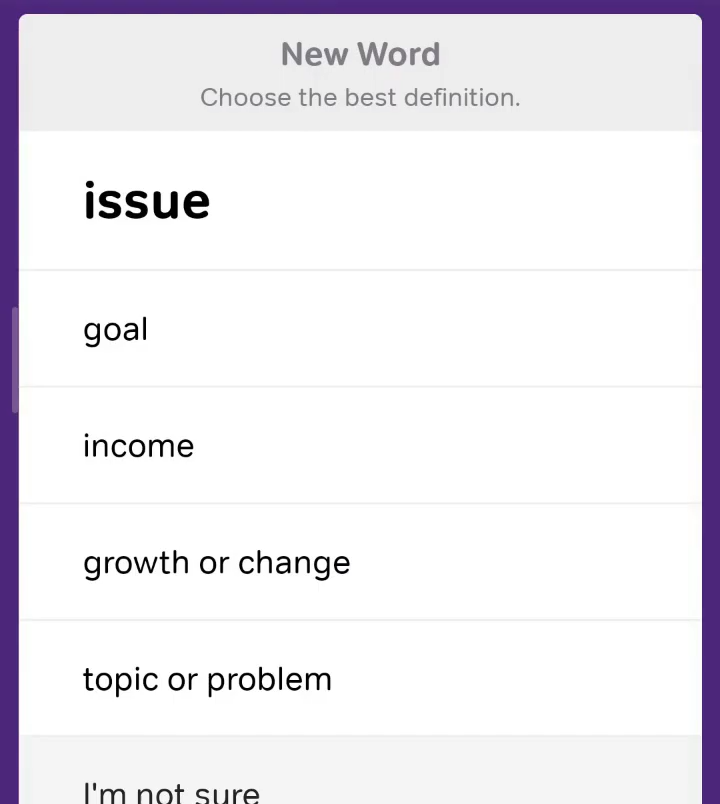 New Word
Choose the best definition.
issue
goal
income
growth or change
topic or problem
I'm not sure